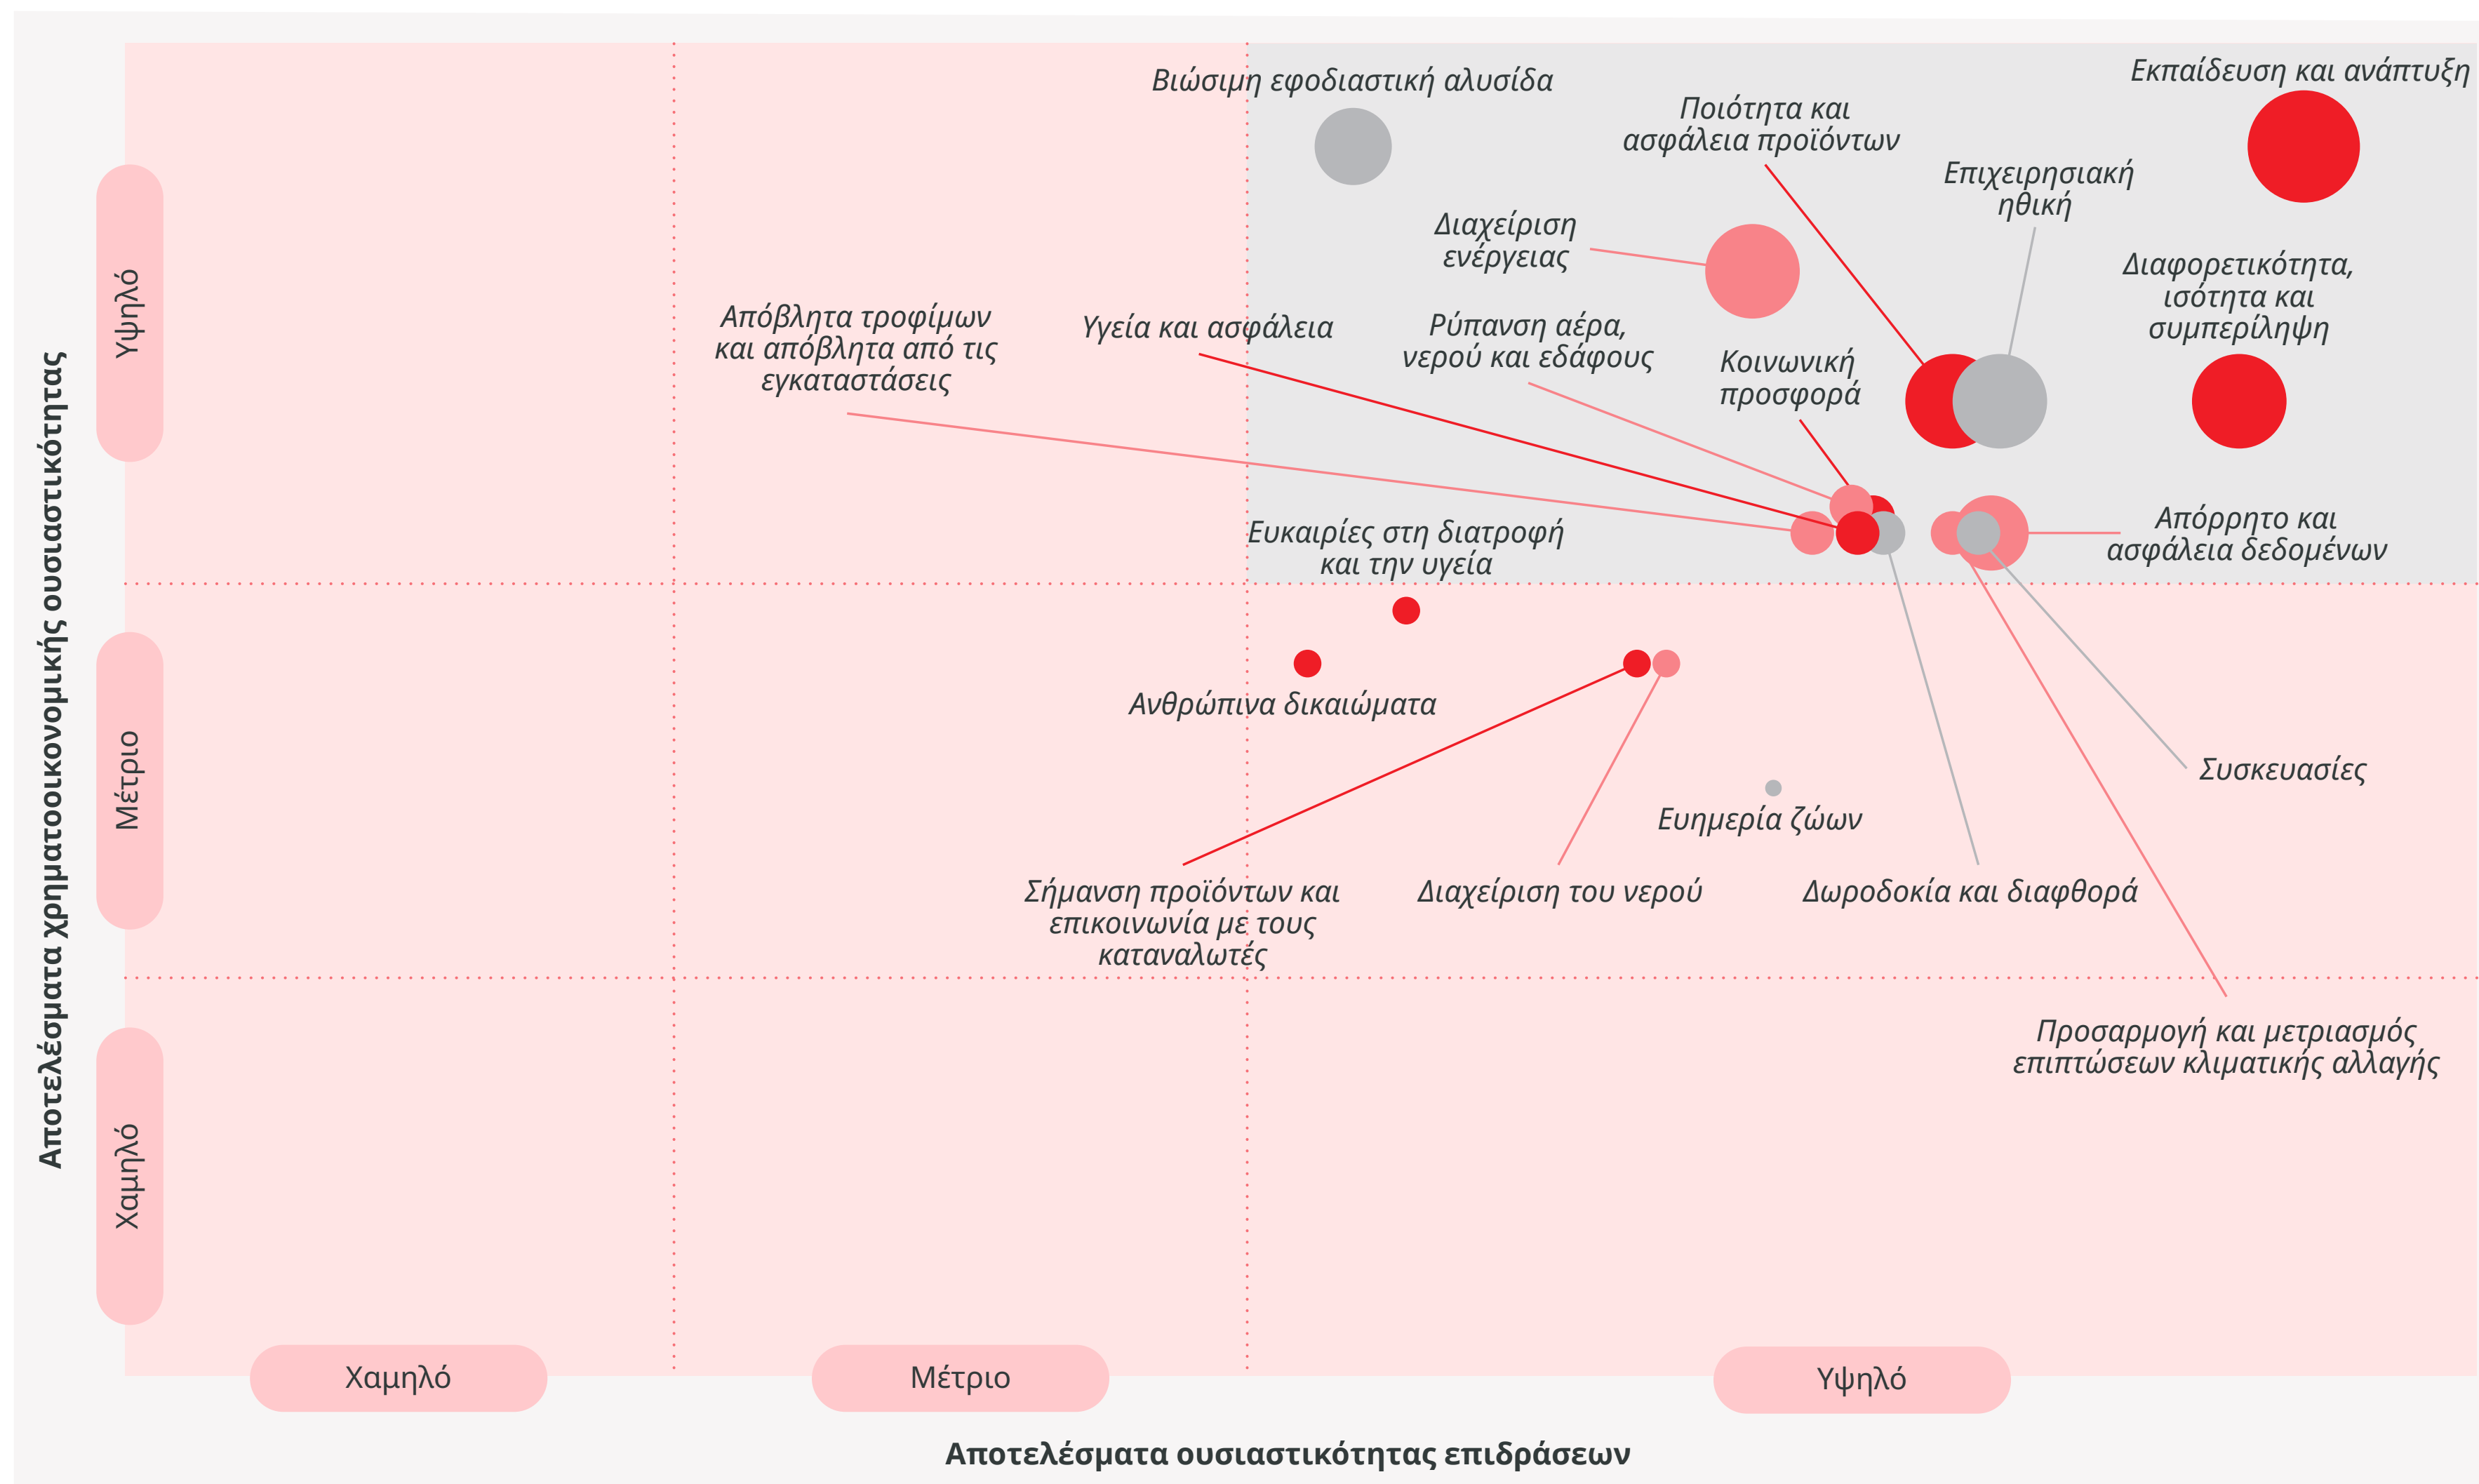 Αποτελέσματα χρηματοοικονομικής ουσιαστικότητας
Υψηλό
Μέτριο
Χαμηλό
Βιώσιμη εφοδιαστική αλυσίδα
Εκπαίδευση και ανάπτυξη
Ποιότητα και
ασφάλεια προϊόντων
Επιχειρησιακή
ηθική
Διαχείριση
ενέργειας
Διαφορετικότητα,
ισότητα και
συμπερίληψη
Απόβλητα τροφίμων
και απόβλητα από τις
εγκαταστάσεις
Υγεία και ασφάλεια
Ρύπανση αέρα,
νερού και εδάφους
Κοινωνική
προσφορά
Ευκαιρίες στη διατροφή
και την υγεία
Απόρρητο και
ασφάλεια δεδομένων
Ανθρώπινα δικαιώματα
Συσκευασίες
Ευημερία ζώων
Σήμανση προϊόντων και
επικοινωνία με τους
καταναλωτές
Διαχείριση του νερού
Δωροδοκία και διαφθορά
Προσαρμογή και μετριασμός
επιπτώσεων κλιματικής αλλαγής
Χαμηλό
Μέτριο
Υψηλό
Αποτελέσματα ουσιαστικότητας επιδράσεων